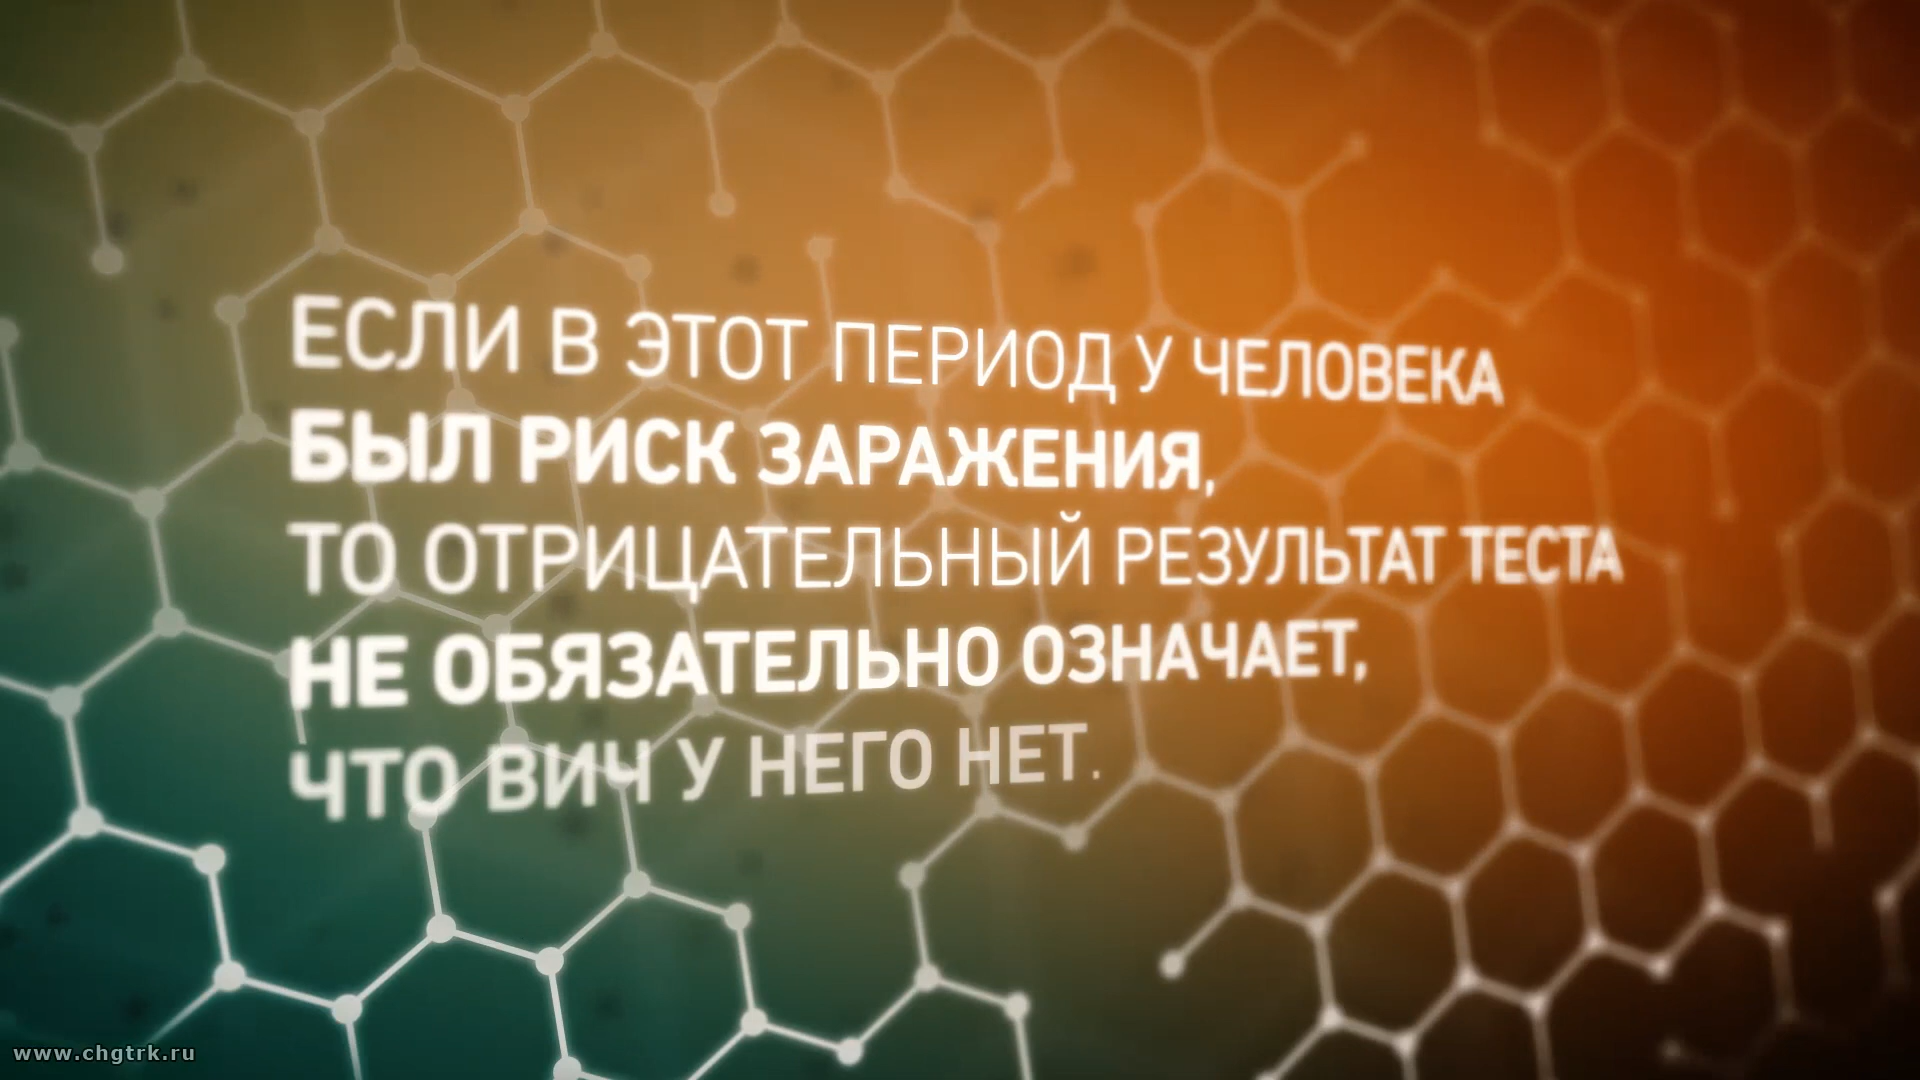 ЕСЛИ В ЭТОТ ПЕРИОД У ЧЕЛОВЕКА
БЫЛ РИСК ЗАРАЖЕНИЯ,
ТО ОТРИЦАТЕЛЬНЫЙ РЕЗУЛЬТАТ ТЕСТА
НЕ ОБЯЗАТЕЛЬНО ОЗНАЧАЕТ,
ЧТО ВИЧ У НЕГО НЕТ.
www.chgtrk.ru